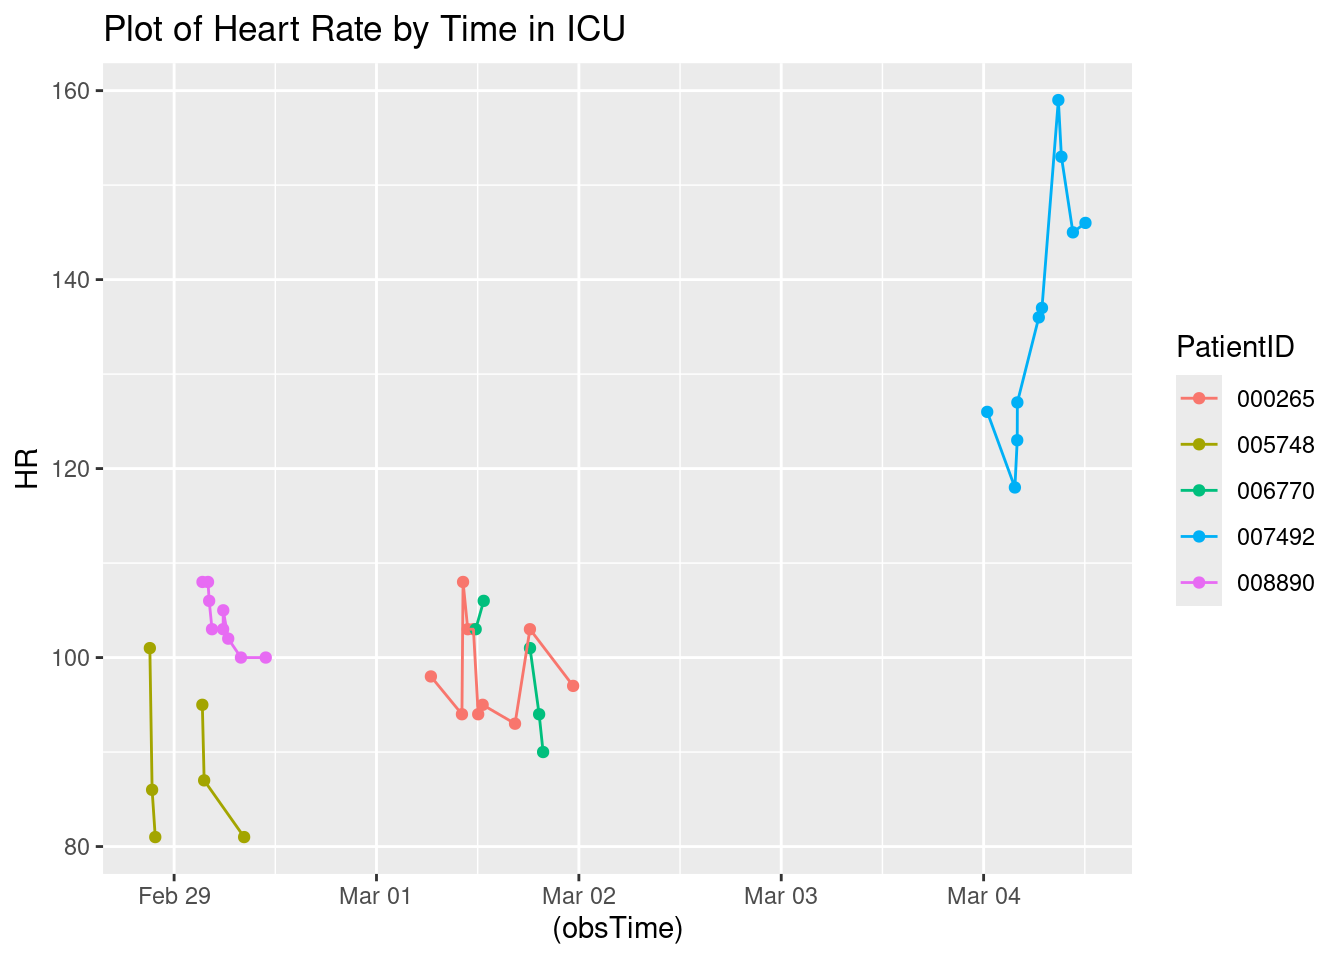 Plot of Heart Rate by Time in ICU
160
140
120
100
80
HR
Feb 29
Mar 01
Mar 02
Mar 03
Mar 04
(obsTime)
PatientID
000265
005748
006770
007492
008890